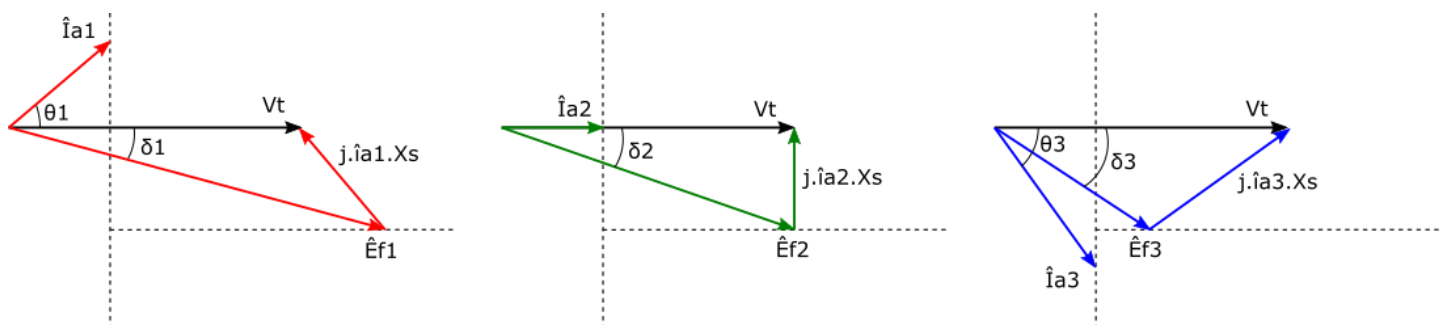 Îa1
θ1
Vt
δ1
j.îa1.Xs
Êf1
Îa2
Vt
δ2
j.îa2.Xs
Êf2
Vt
θ3
δ3
j.îa3.Xs
Êf3
Îa3